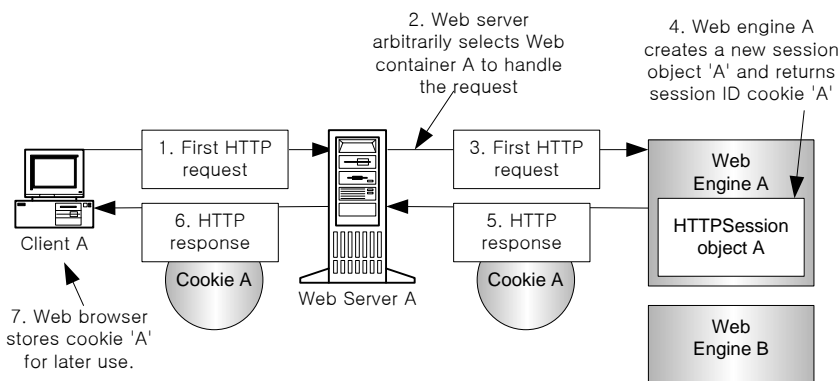 2. Web server
arbitrarily selects Web
container A to handle
the request
4. Web engine A
creates a new session
object 'A' and returns
session ID cookie 'A'
1. First HTTP
request
3. First HTTP
request
Web
Engine A
HTTPSession
object A
6. HTTP
response
5. HTTP
response
Client A
Cookie A
Web Server A
Cookie A
7. Web browser
stores cookie 'A'
for later use.
Web
Engine B